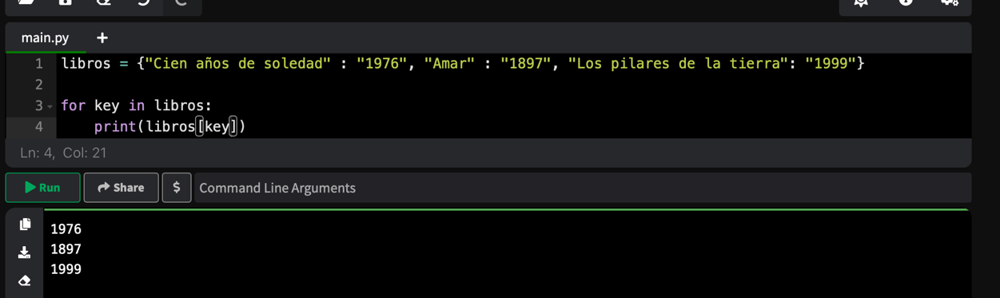 main.py +
1 libros = {"Cien años de soledad" : "1976", "Amar" : "1897", "Los pilares de la tierra": "1999"}
2
3 for key in libros:
4 print(libros[key])
Ln: 4, Col: 21
Run Share $ Command Line Arguments
1976
1897
1999